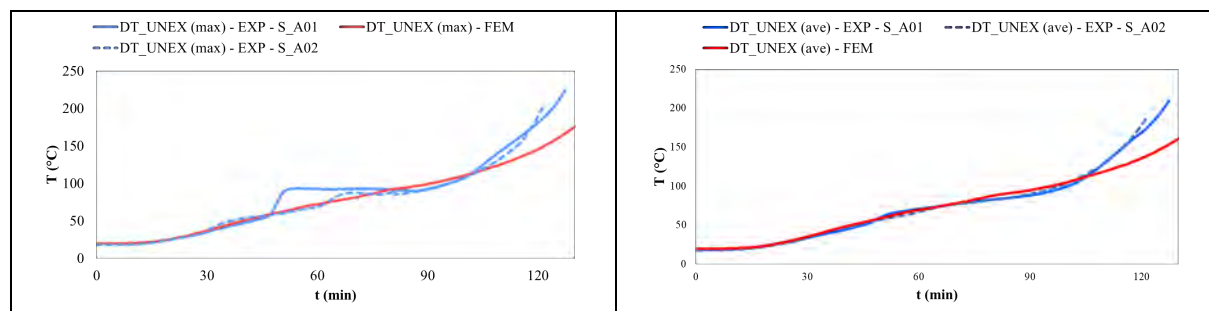 DT_UNEX (max) - EXP - S_A01 DT_UNEX (max) - FEM
DT_UNEX (max) - EXP - S_A02
250
200
150
100
50
0
T (°C)
0 30 60 90 120
t (min)
DT_UNEX (ave) - EXP - S_A01 DT_UNEX (ave) - EXP - S_A02
DT_UNEX (ave) - FEM
250
200
150
100
50
0
T (°C)
0 30 60 90 120
t (min)